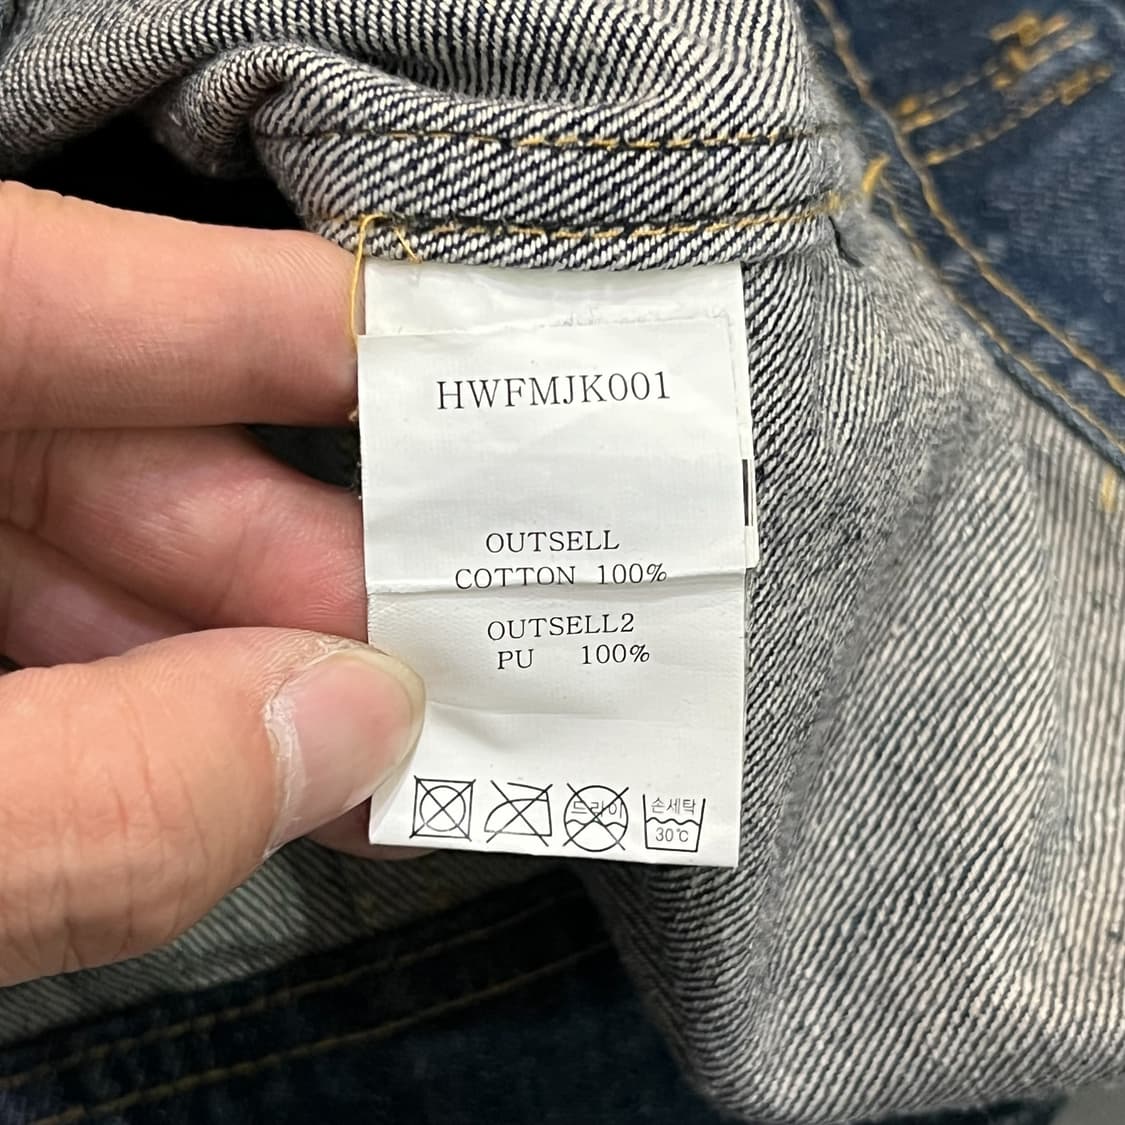 HWFMJK001
OUTSELL
COTTON 100%
OUTSELL2
PU 100%
드라이
손세탁
30℃